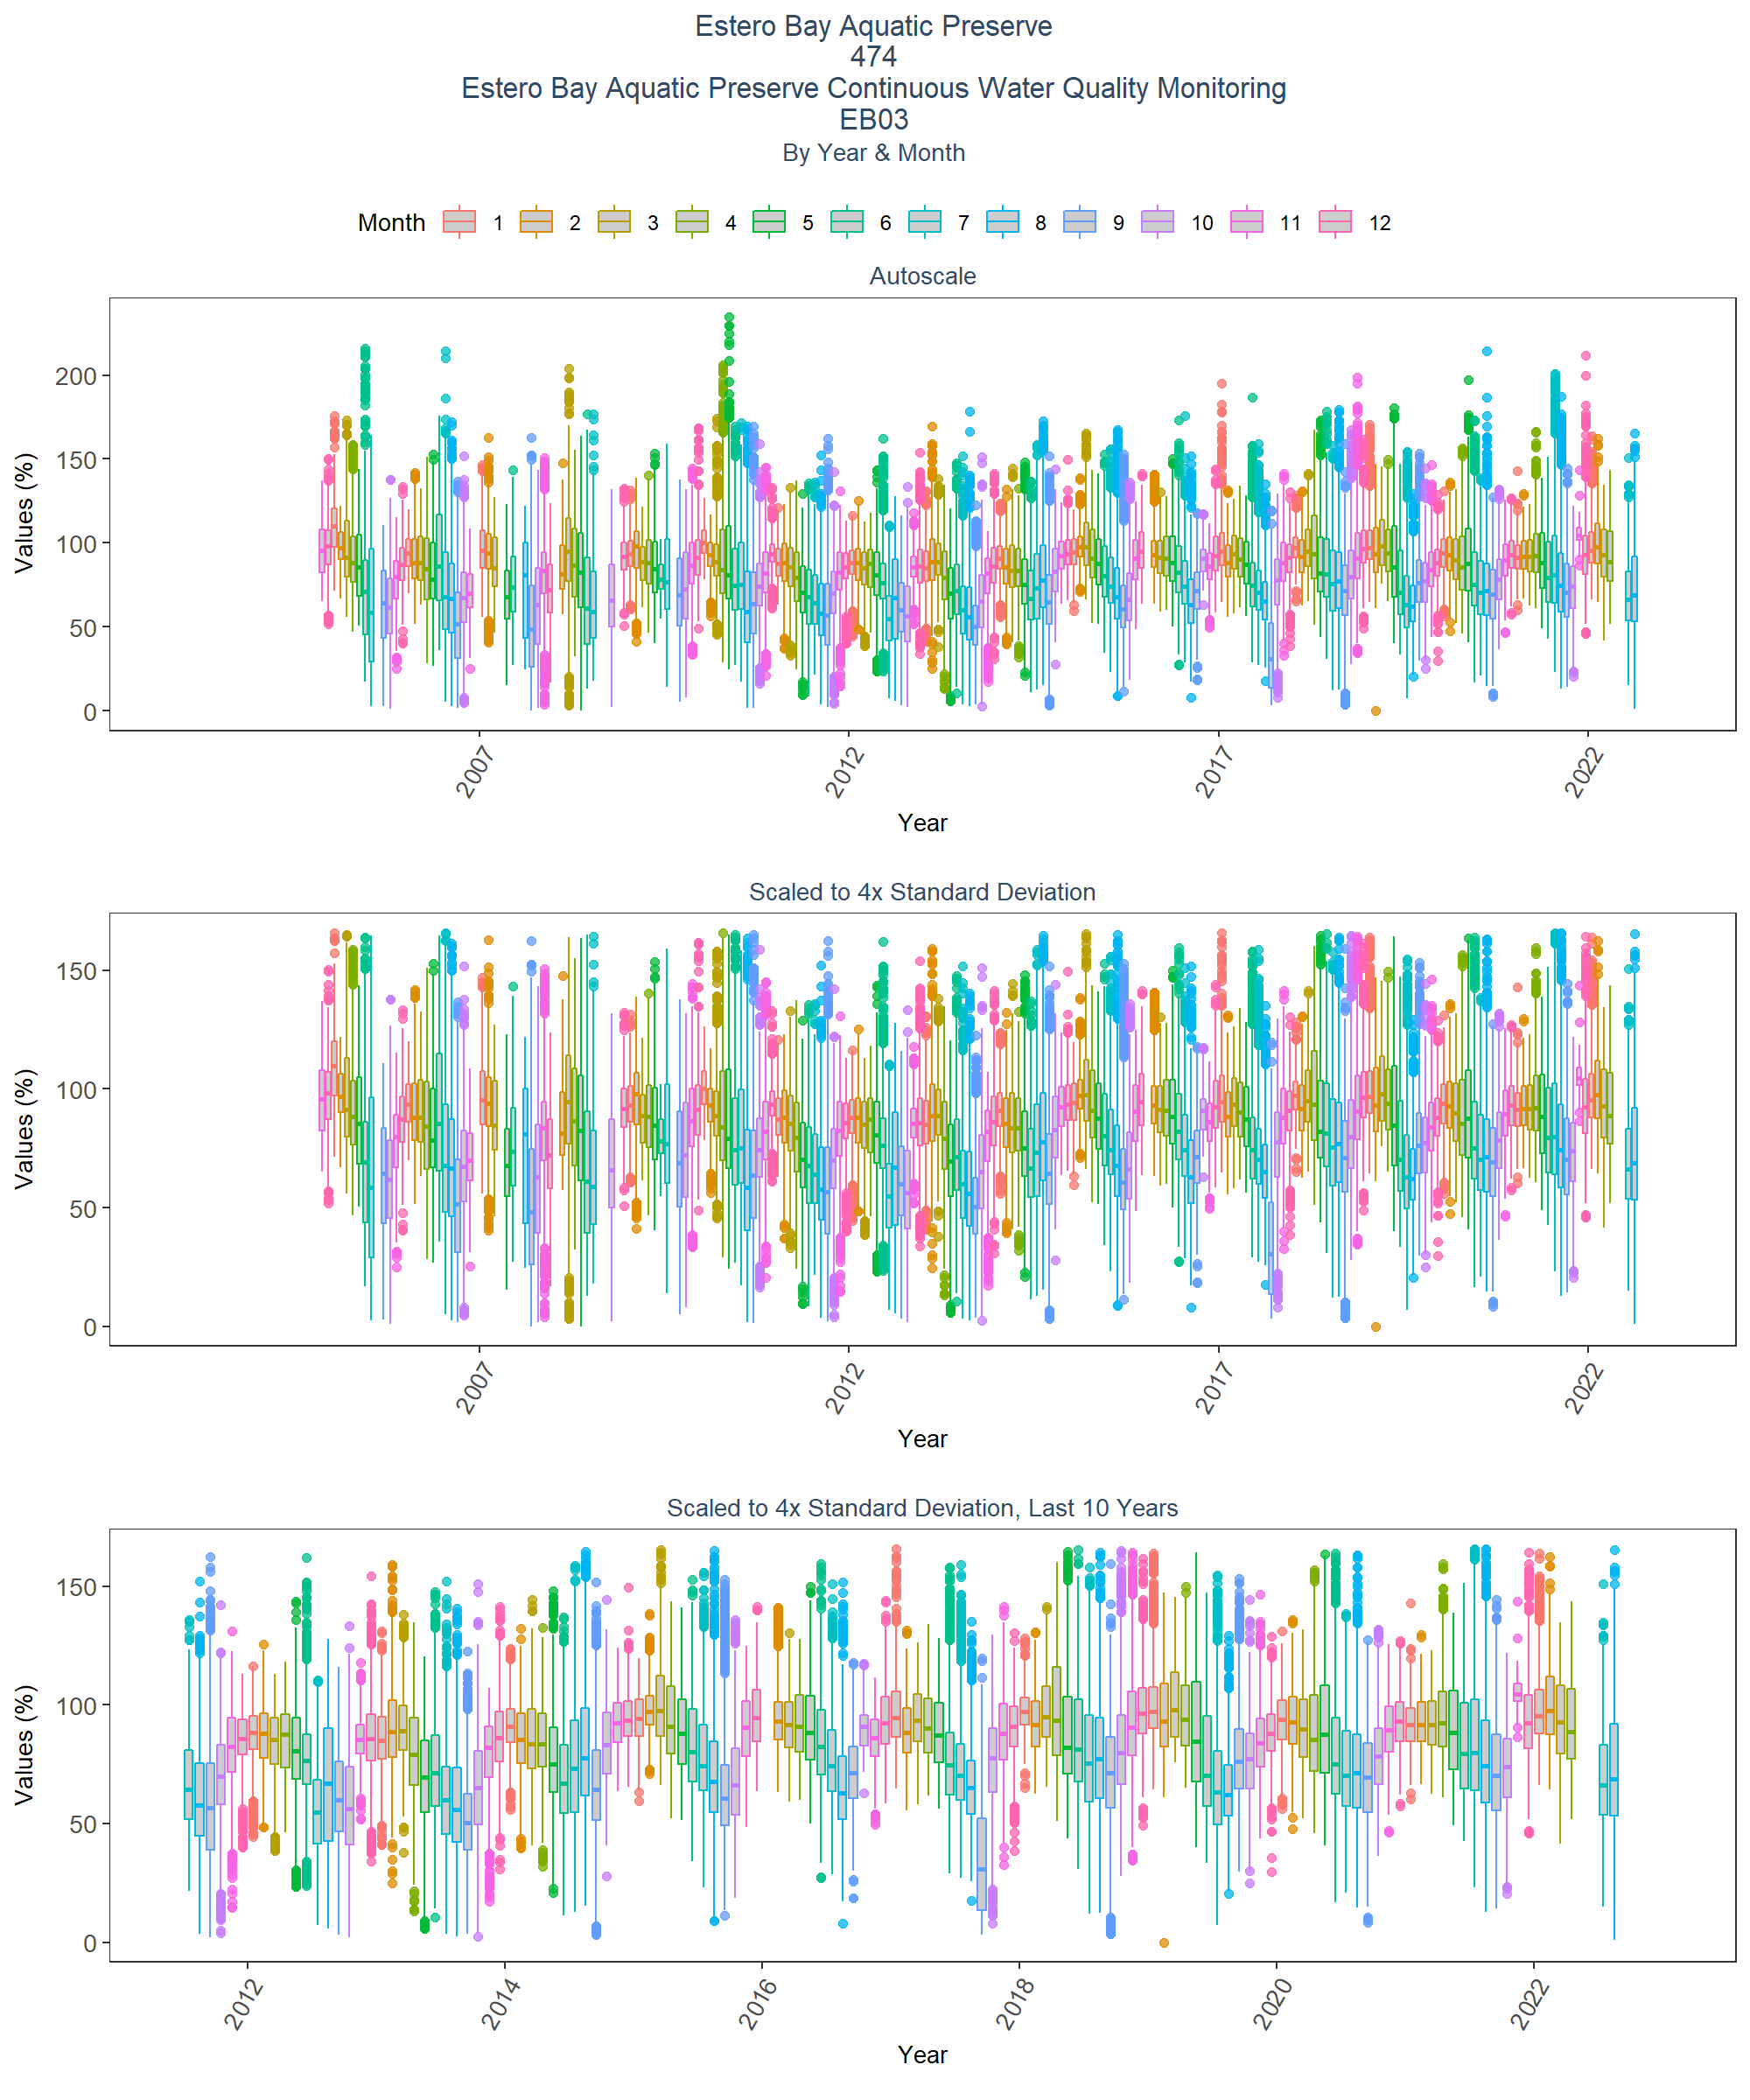 Estero Bay Aquatic Preserve
474
Estero Bay Aquatic Preserve Continuous Water Quality Monitoring
EB03
By Year & Month
Month 1 2 3 4 5 6 7 8 9 10 11 12
Autoscale
Values (%)
200
150
100
50
0
2007 2012 2017 2022
Year
Scaled to 4x Standard Deviation
Values (%)
150
100
50
0
2007 2012 2017 2022
Year
Scaled to 4x Standard Deviation, Last 10 Years
Values (%)
150
100
50
0
2012 2014 2016 2018 2020 2022
Year